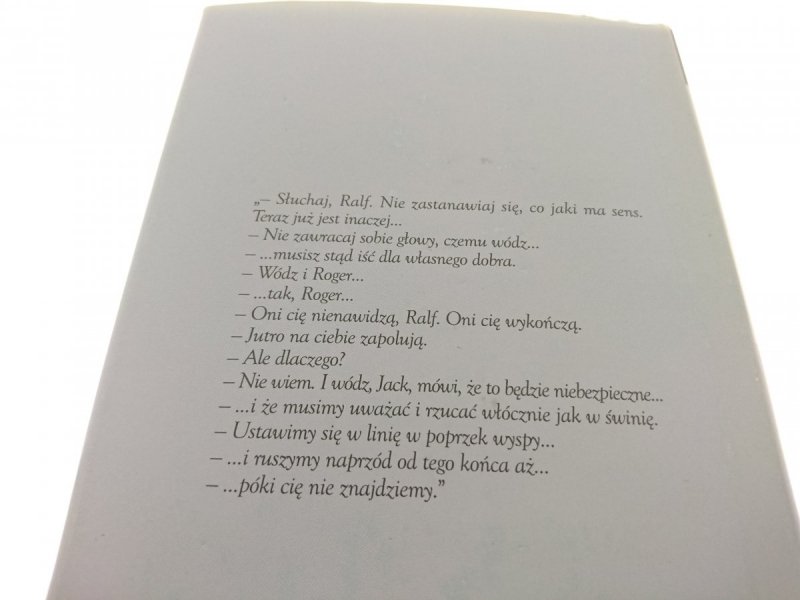 „– Słuchaj, Ralf. Nie zastanawiaj się, co jaki ma sens.
Teraz już jest inaczej...
– Nie zawracaj sobie głowy, czemu wódz...
– ...musisz stąd iść dla własnego dobra.
– Wódz i Roger...
– ...tak, Roger...
– Oni cię nienawidzą, Ralf. Oni cię wykończą.
– Jutro na ciebie zapolują.
– Ale dlaczego?
– Nie wiem. I wódz, Jack, mówi, że to będzie niebezpieczne...
– ...i że musimy uważać i rzucać włócznie jak w świnię.
– Ustawimy się w linię w poprzek wyspy...
– ...i ruszymy naprzód od tego końca aż...
– ...póki cię nie znajdziemy.”